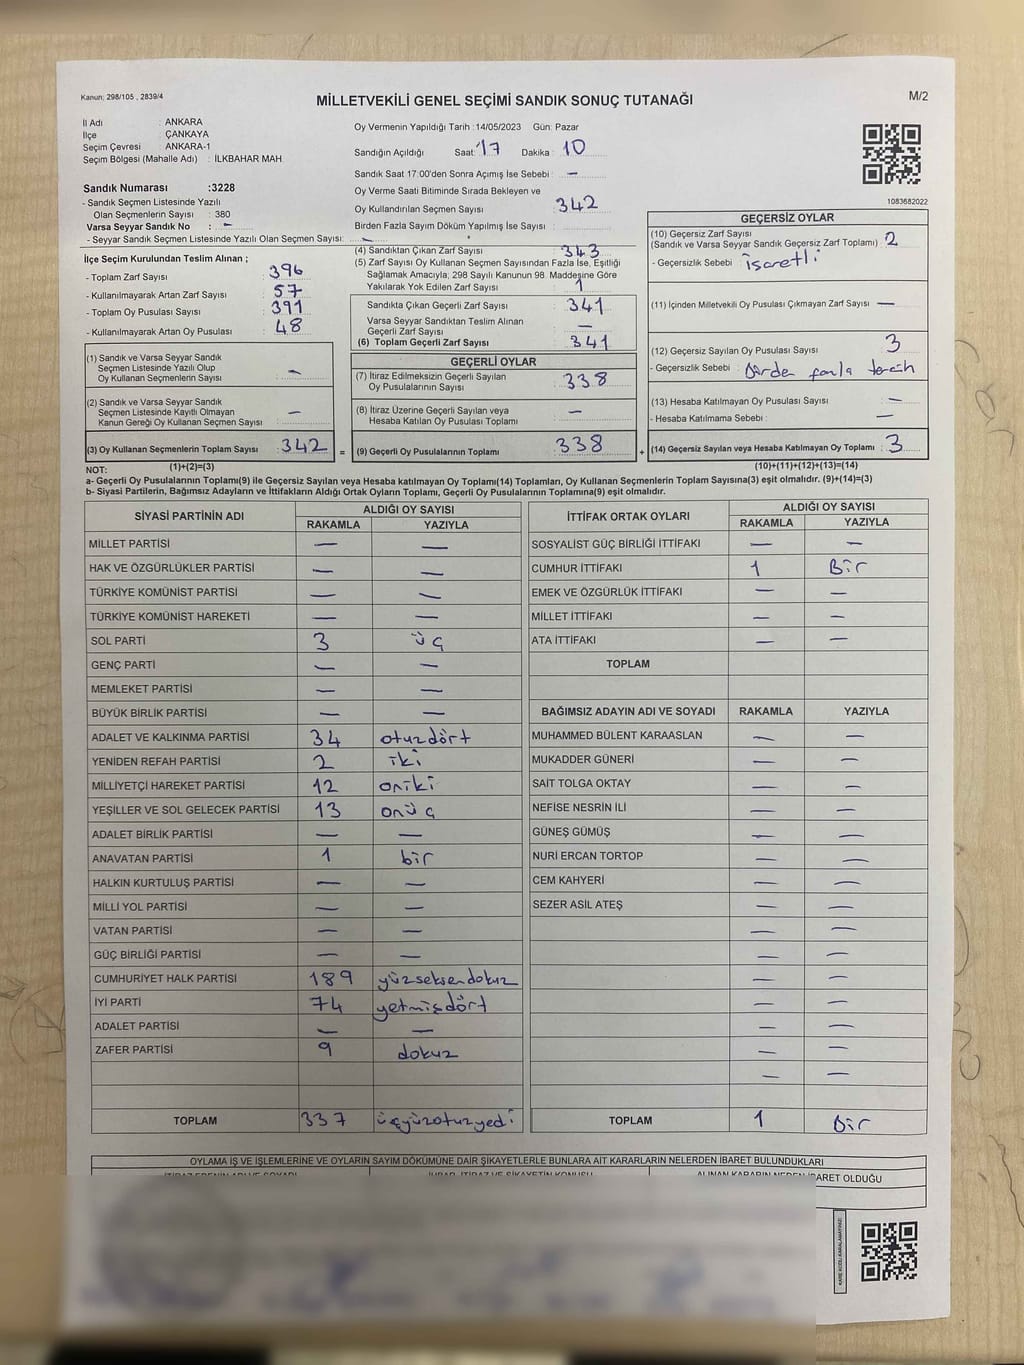 Kanun; 298/105 , 2839/4
MİLLETVEKİLİ GENEL SEÇİMİ SANDIK SONUÇ TUTANAĞI
M/2
İl Adı : ANKARA
İlçe : ÇANKAYA
Seçim Çevresi : ANKARA-1
Seçim Bölgesi (Mahalle Adı) : İLKBAHAR MAH.
Sandık Numarası :3228
- Sandık Seçmen Listesinde Yazılı
Olan Seçmenlerin Sayısı : 380
Varsa Seyyar Sandık No : —
- Seyyar Sandık Seçmen Listesinde Yazılı Olan Seçmen Sayısı: —
İlçe Seçim Kurulundan Teslim Alınan ;
- Toplam Zarf Sayısı : 396
- Kullanılmayarak Artan Zarf Sayısı : 57
- Toplam Oy Pusulası Sayısı : 391
- Kullanılmayarak Artan Oy Pusulası : 48
(1) Sandık ve Varsa Seyyar Sandık
Seçmen Listesinde Yazılı Olup
Oy Kullanan Seçmenlerin Sayısı : —
(2) Sandık ve Varsa Seyyar Sandık
Seçmen Listesinde Kayıtlı Olmayan
Kanun Gereği Oy Kullanan Seçmen Sayısı : —
(3) Oy Kullanan Seçmenlerin Toplam Sayısı : 342 =
Oy Vermenin Yapıldığı Tarih :14/05/2023 Gün: Pazar
Sandığın Açıldığı Saat: 17 Dakika : 10
Sandık Saat 17:00'den Sonra Açımış İse Sebebi : —
Oy Verme Saati Bitiminde Sırada Bekleyen ve
Oy Kullandırılan Seçmen Sayısı : 342
Birden Fazla Sayım Döküm Yapılmış İse Sayısı :
(4) Sandıktan Çıkan Zarf Sayısı : 343
(5) Zarf Sayısı Oy Kullanan Seçmen Sayısından Fazla İse, Eşitliği
Sağlamak Amacıyla; 298 Sayılı Kanunun 98. Maddesine Göre
Yakılarak Yok Edilen Zarf Sayısı : 1
Sandıkta Çıkan Geçerli Zarf Sayısı : 341
Varsa Seyyar Sandıktan Teslim Alınan
Geçerli Zarf Sayısı : —
(6) Toplam Geçerli Zarf Sayısı : 341
GEÇERLİ OYLAR
(7) İtiraz Edilmeksizin Geçerli Sayılan
Oy Pusulalarının Sayısı : 338
(8) İtiraz Üzerine Geçerli Sayılan veya
Hesaba Katılan Oy Pusulası Toplamı : —
(9) Geçerli Oy Pusulalarının Toplamı : 338 +
1083682022
GEÇERSİZ OYLAR
(10) Geçersiz Zarf Sayısı
(Sandık ve Varsa Seyyar Sandık Geçersiz Zarf Toplamı) : 2
- Geçersizlik Sebebi : İşaretli
(11) İçinden Milletvekili Oy Pusulası Çıkmayan Zarf Sayısı : —
(12) Geçersiz Sayılan Oy Pusulası Sayısı : 3
- Geçersizlik Sebebi : Birden fazla tercih
(13) Hesaba Katılmayan Oy Pusulası Sayısı : —
- Hesaba Katılmama Sebebi : —
(14) Geçersiz Sayılan veya Hesaba Katılmayan Oy Toplamı : 3
NOT: (1)+(2)=(3) (10)+(11)+(12)+(13)=(14)
a- Geçerli Oy Pusulalarının Toplamı(9) ile Geçersiz Sayılan veya Hesaba katılmayan Oy Toplamı(14) Toplamları, Oy Kullanan Seçmenlerin Toplam Sayısına(3) eşit olmalıdır. (9)+(14)=(3)
b- Siyasi Partilerin, Bağımsız Adayların ve İttifakların Aldığı Ortak Oyların Toplamı, Geçerli Oy Pusulalarının Toplamına(9) eşit olmalıdır.
SİYASİ PARTİNİN ADI ALDIĞI OY SAYISI
RAKAMLA YAZIYLA
MİLLET PARTİSİ — —
HAK VE ÖZGÜRLÜKLER PARTİSİ — —
TÜRKİYE KOMÜNİST PARTİSİ — —
TÜRKİYE KOMÜNİST HAREKETİ — —
SOL PARTİ 3 üç
GENÇ PARTİ — —
MEMLEKET PARTİSİ — —
BÜYÜK BİRLİK PARTİSİ — —
ADALET VE KALKINMA PARTİSİ 34 otuzdört
YENİDEN REFAH PARTİSİ 2 iki
MİLLİYETÇİ HAREKET PARTİSİ 12 oniki
YEŞİLLER VE SOL GELECEK PARTİSİ 13 onüç
ADALET BİRLİK PARTİSİ — —
ANAVATAN PARTİSİ 1 bir
HALKIN KURTULUŞ PARTİSİ — —
MİLLİ YOL PARTİSİ — —
VATAN PARTİSİ — —
GÜÇ BİRLİĞİ PARTİSİ — —
CUMHURİYET HALK PARTİSİ 189 yüzseksendokuz
İYİ PARTİ 74 yetmişdört
ADALET PARTİSİ — —
ZAFER PARTİSİ 9 dokuz
TOPLAM 337 üçyüzotuzyedi
İTTİFAK ORTAK OYLARI ALDIĞI OY SAYISI
RAKAMLA YAZIYLA
SOSYALİST GÜÇ BİRLİĞİ İTTİFAKI — —
CUMHUR İTTİFAKI 1 Bir
EMEK VE ÖZGÜRLÜK İTTİFAKI — —
MİLLET İTTİFAKI — —
ATA İTTİFAKI — —
TOPLAM
BAĞIMSIZ ADAYIN ADI VE SOYADI RAKAMLA YAZIYLA
MUHAMMED BÜLENT KARAASLAN — —
MUKADDER GÜNERİ — —
SAİT TOLGA OKTAY — —
NEFİSE NESRİN İLİ — —
GÜNEŞ GÜMÜŞ — —
NURİ ERCAN TORTOP — —
CEM KAHYERİ — —
SEZER ASİL ATEŞ — —
— —
— —
— —
— —
— —
— —
— —
TOPLAM 1 Bir
OYLAMA İŞ VE İŞLEMLERİNE VE OYLARIN SAYIM DÖKÜMÜNE DAİR ŞİKAYETLERLE BUNLARA AİT KARARLARIN NELERDEN İBARET BULUNDUKLARI
ALINAN KARARIN NEDEN İBARET OLDUĞU